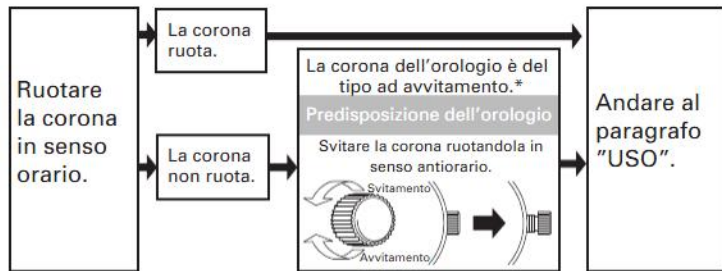 Ruotare
la corona
in senso
orario.
La corona
ruota.
La corona
non ruota.
La corona dell'orologio è del
tipo ad avvitamento.*
Predisposizione dell'orologio
Svitare la corona ruotandola in
senso antiorario.
Svitamento
Avvitamento
Andare al
paragrafo
"USO".